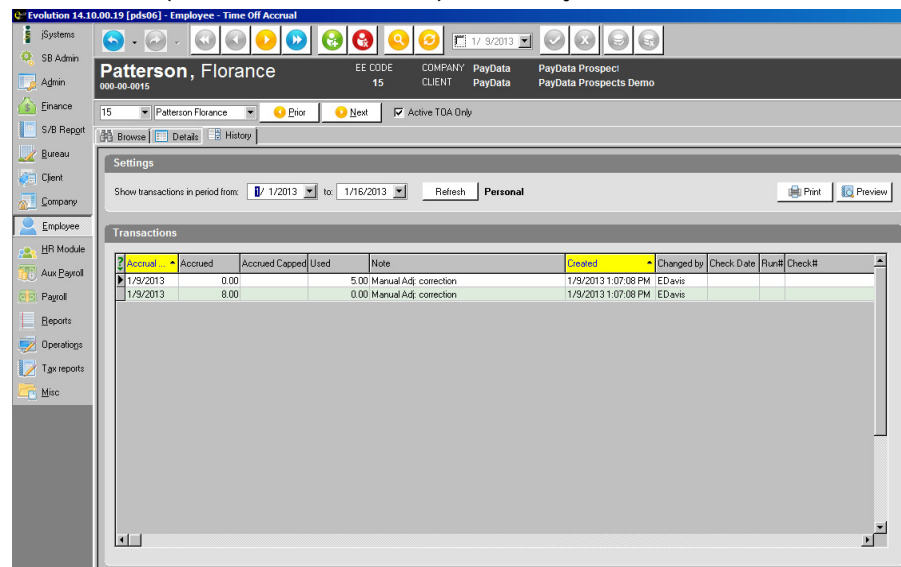 Evolution 14.10.00.19 [pds06] - Employee - Time Off Accrual
iSystems
SB Admin
Admin
Finance
S/B Report
Bureau
Client
Company
Employee
HR Module
Aux Payroll
Payroll
Reports
Operations
Tax reports
Misc
1/ 9/2013
Patterson, Florance
000-00-0015
EE CODE
15
COMPANY PayData PayData Prospect
CLIENT PayData PayData Prospects Demo
15 Patterson Florance Prior Next Active TOA Only
Browse Details History
Settings
Show transactions in period from: 1/ 1/2013 to: 1/16/2013 Refresh Personal Print Preview
Transactions
Accrual ... Accrued Accrued Capped Used Note Created Changed by Check Date Run# Check#
1/9/2013 0.00 5.00 Manual Adj: correction 1/9/2013 1:07:08 PM EDavis
1/9/2013 8.00 0.00 Manual Adj: correction 1/9/2013 1:07:08 PM EDavis